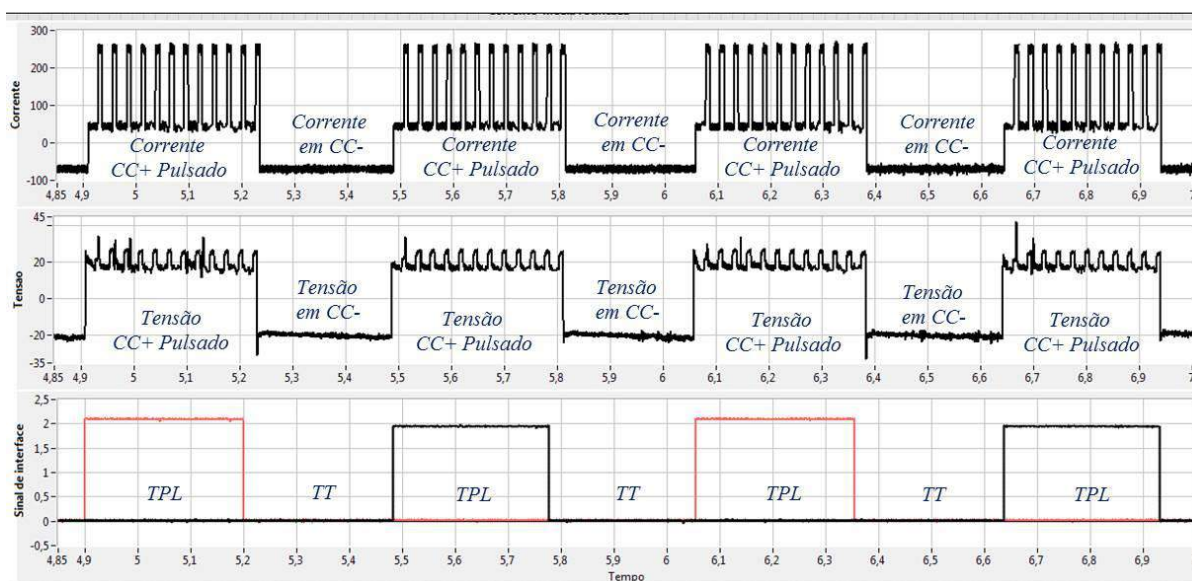 300
200
100
0
-100
Corrente
Corrente
CC+ Pulsado
Corrente
em CC-
Corrente
CC+ Pulsado
Corrente
em CC-
Corrente
CC+ Pulsado
Corrente
em CC-
Corrente
CC+ Pulsado
4,85 4,9 5 5,1 5,2 5,3 5,4 5,5 5,6 5,7 5,8 5,9 6 6,1 6,2 6,3 6,4 6,5 6,6 6,7 6,8 6,9
45
20
0
-20
-35
Tensao
Tensão
CC+ Pulsado
Tensão
em CC-
Tensão
CC+ Pulsado
Tensão
em CC-
Tensão
CC+ Pulsado
Tensão
em CC-
Tensão
CC+ Pulsado
4,85 4,9 5 5,1 5,2 5,3 5,4 5,5 5,6 5,7 5,8 5,9 6 6,1 6,2 6,3 6,4 6,5 6,6 6,7 6,8 6,9
2,5
2
1,5
1
0,5
0
-0,5
Sinal de interface
TPL TT TPL TT TPL TT TPL
4,85 4,9 5 5,1 5,2 5,3 5,4 5,5 5,6 5,7 5,8 5,9 6 6,1 6,2 6,3 6,4 6,5 6,6 6,7 6,8 6,9
Tempo